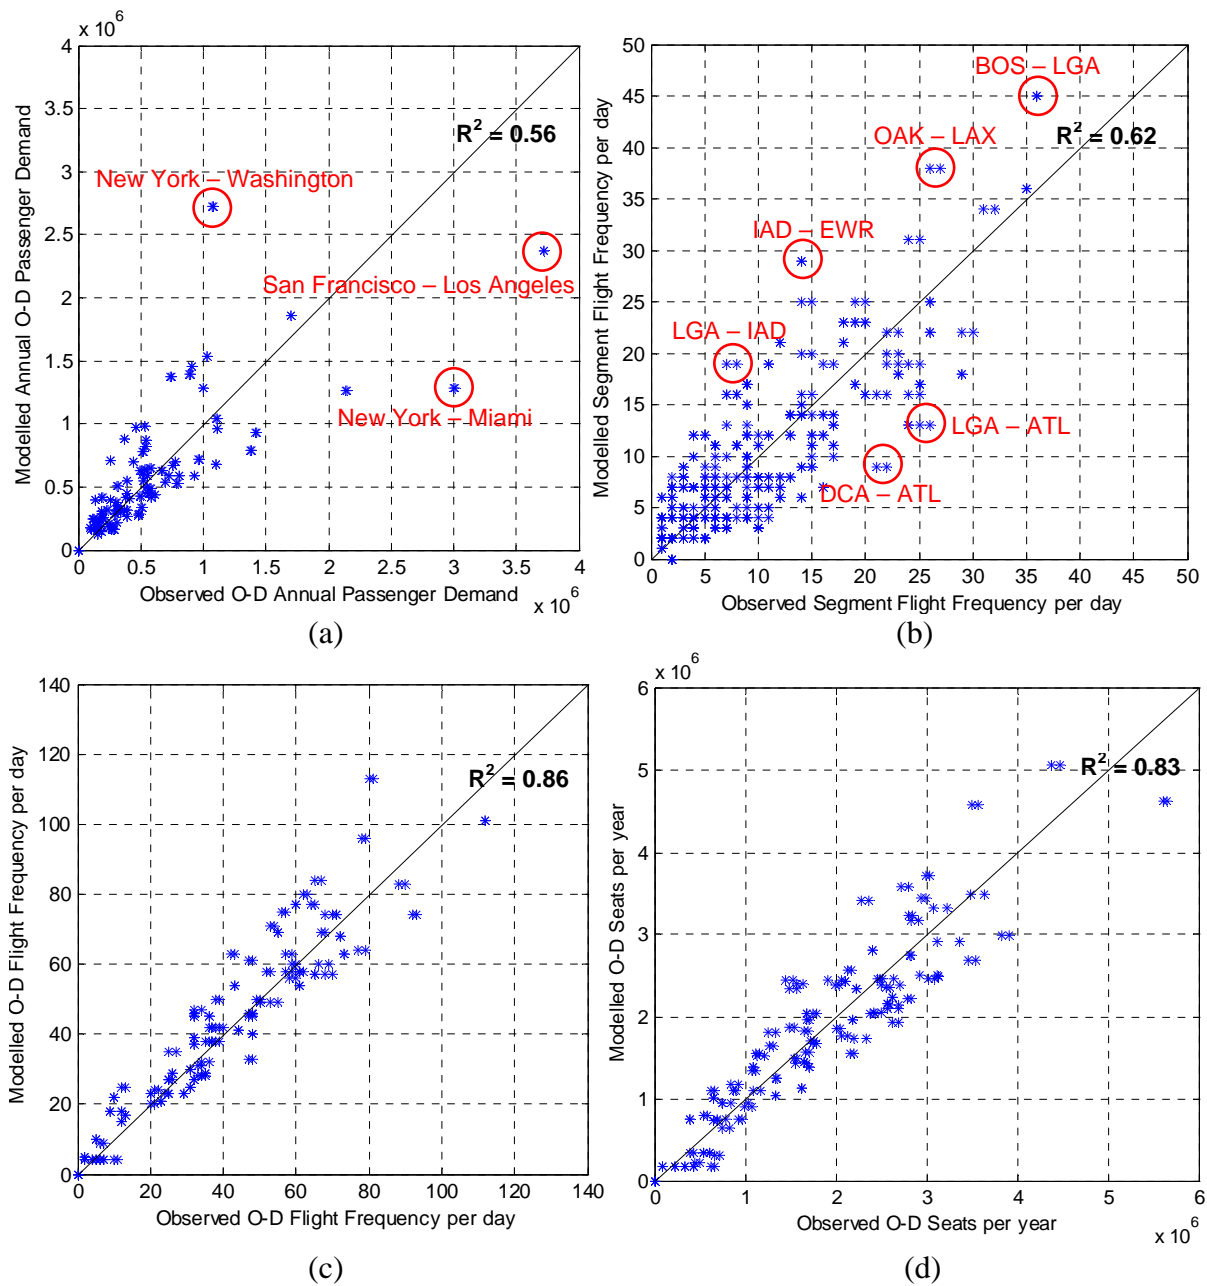 x 10^6
4
3.5
3
2.5
2
1.5
1
0.5
0
Modelled Annual O-D Passenger Demand
R^2 = 0.56
New York – Washington
San Francisco – Los Angeles
New York – Miami
0 0.5 1 1.5 2 2.5 3 3.5 4
Observed O-D Annual Passenger Demand x 10^6
(a)
50
45
40
35
30
25
20
15
10
5
0
Modelled Segment Flight Frequency per day
BOS – LGA
R^2 = 0.62
OAK – LAX
IAD – EWR
LGA – IAD
LGA – ATL
DCA – ATL
0 5 10 15 20 25 30 35 40 45 50
Observed Segment Flight Frequency per day
(b)
140
120
100
80
60
40
20
0
Modelled O-D Flight Frequency per day
R^2 = 0.86
0 20 40 60 80 100 120 140
Observed O-D Flight Frequency per day
(c)
x 10^6
6
5
4
3
2
1
0
Modelled O-D Seats per year
R^2 = 0.83
0 1 2 3 4 5 6
Observed O-D Seats per year x 10^6
(d)